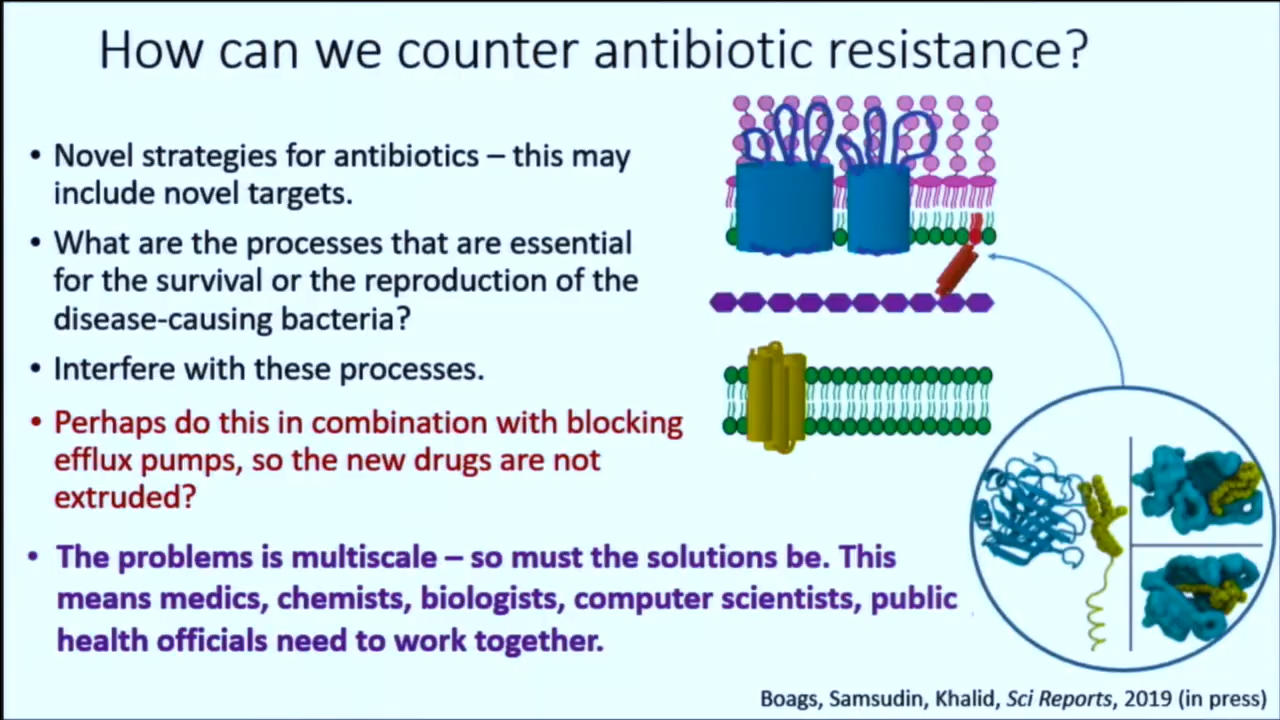 How can we counter antibiotic resistance?
• Novel strategies for antibiotics – this may
include novel targets.
• What are the processes that are essential
for the survival or the reproduction of the
disease-causing bacteria?
• Interfere with these processes.
• Perhaps do this in combination with blocking
efflux pumps, so the new drugs are not
extruded?
• The problems is multiscale – so must the solutions be. This
means medics, chemists, biologists, computer scientists, public
health officials need to work together.
Boags, Samsudin, Khalid, Sci Reports, 2019 (in press)